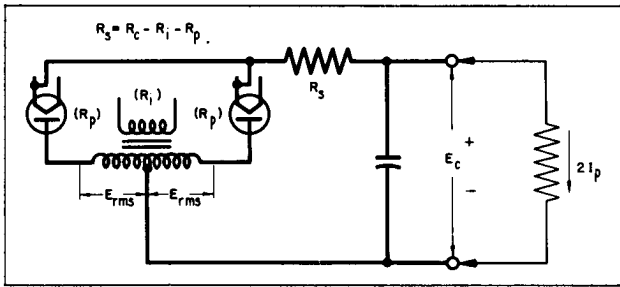 Rs = Rc - Ri - Rp.
(Rp)
(Ri)
(Rp)
Rs
Ec
+
-
2Ip
Erms
Erms